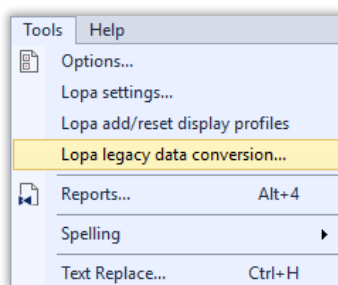 Tools Help
Options...
Lopa settings...
Lopa add/reset display profiles
Lopa legacy data conversion...
Reports... Alt+4
Spelling
Text Replace... Ctrl+H